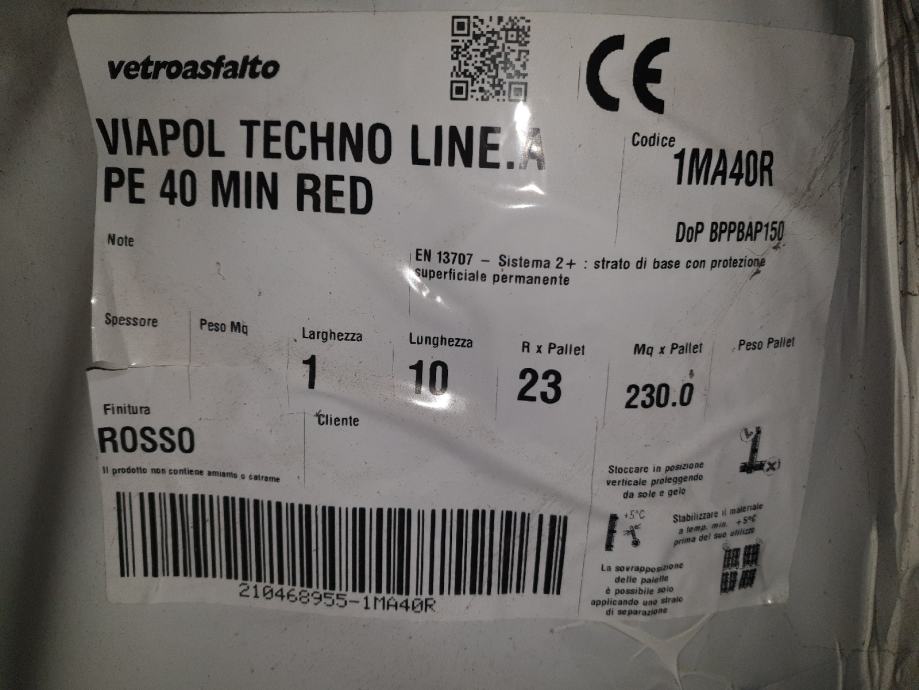 vetroasfalto
CE
VIAPOL TECHNO LINE.A
PE 40 MIN RED
Codice
1MA40R
DoP BPPBAP150
Note
EN 13707 – Sistema 2+ : strato di base con protezione
superficiale permanente
Spessore
Peso Mq
Larghezza
1
Lunghezza
10
R x Pallet
23
Mq x Pallet
230.0
Peso Pallet
Finitura
ROSSO
Cliente
Il prodotto non contiene amianto o catrame
210468955-1MA40R
Stoccare in posizione
verticale proteggendo
da sole e gelo
+5°C
Stabilizzare il materiale
a temp. min. +5°C
prima del suo utilizzo
La sovrapposizione
delle palette
è possibile solo
applicando uno strato
di separazione